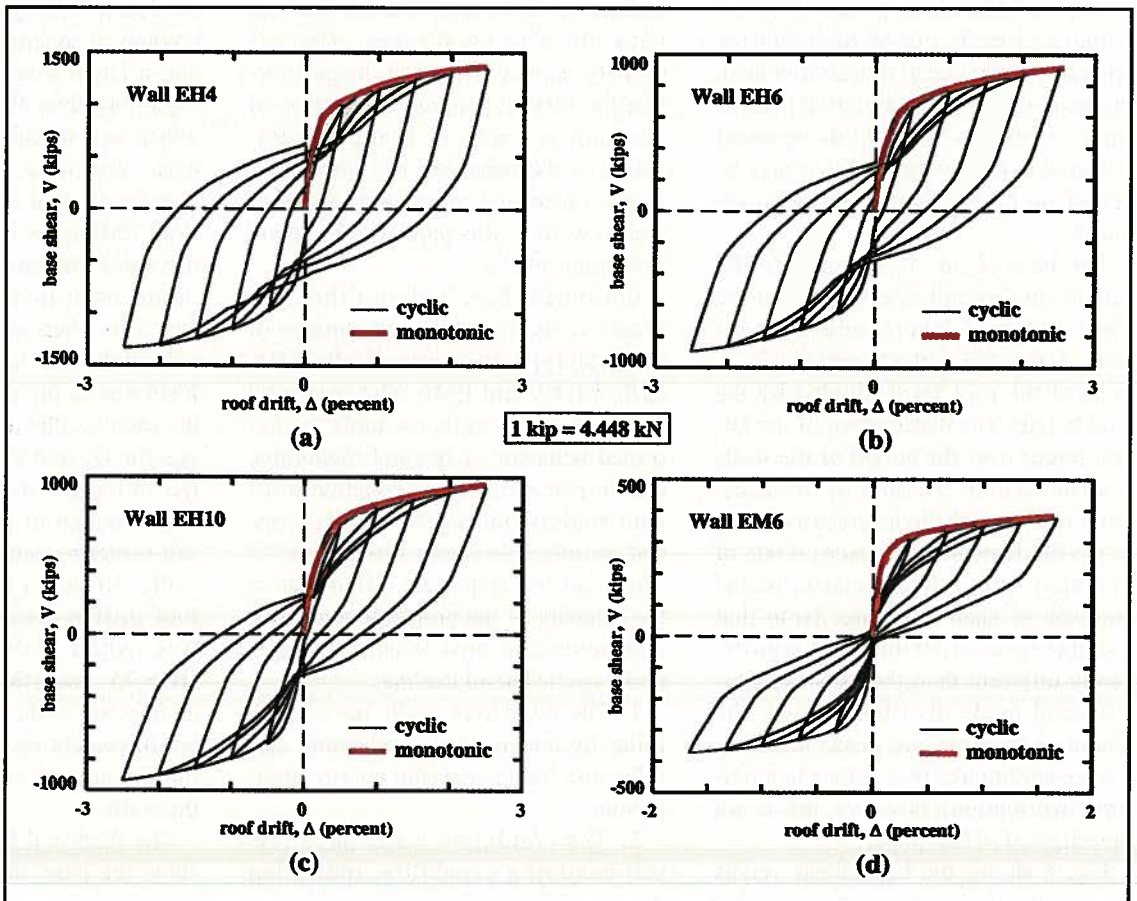 1500
Wall EH4
base shear, V (kips)
0
cyclic
monotonic
-1500
-3
0
3
roof drift, Δ (percent)
(a)
1000
Wall EH6
base shear, V (kips)
0
cyclic
monotonic
-1000
-3
0
3
roof drift, Δ (percent)
(b)
1 kip = 4.448 kN
1000
Wall EH10
base shear, V (kips)
0
cyclic
monotonic
-1000
-3
0
3
roof drift, Δ (percent)
(c)
500
Wall EM6
base shear, V (kips)
0
cyclic
monotonic
-500
-2
0
2
roof drift, Δ (percent)
(d)